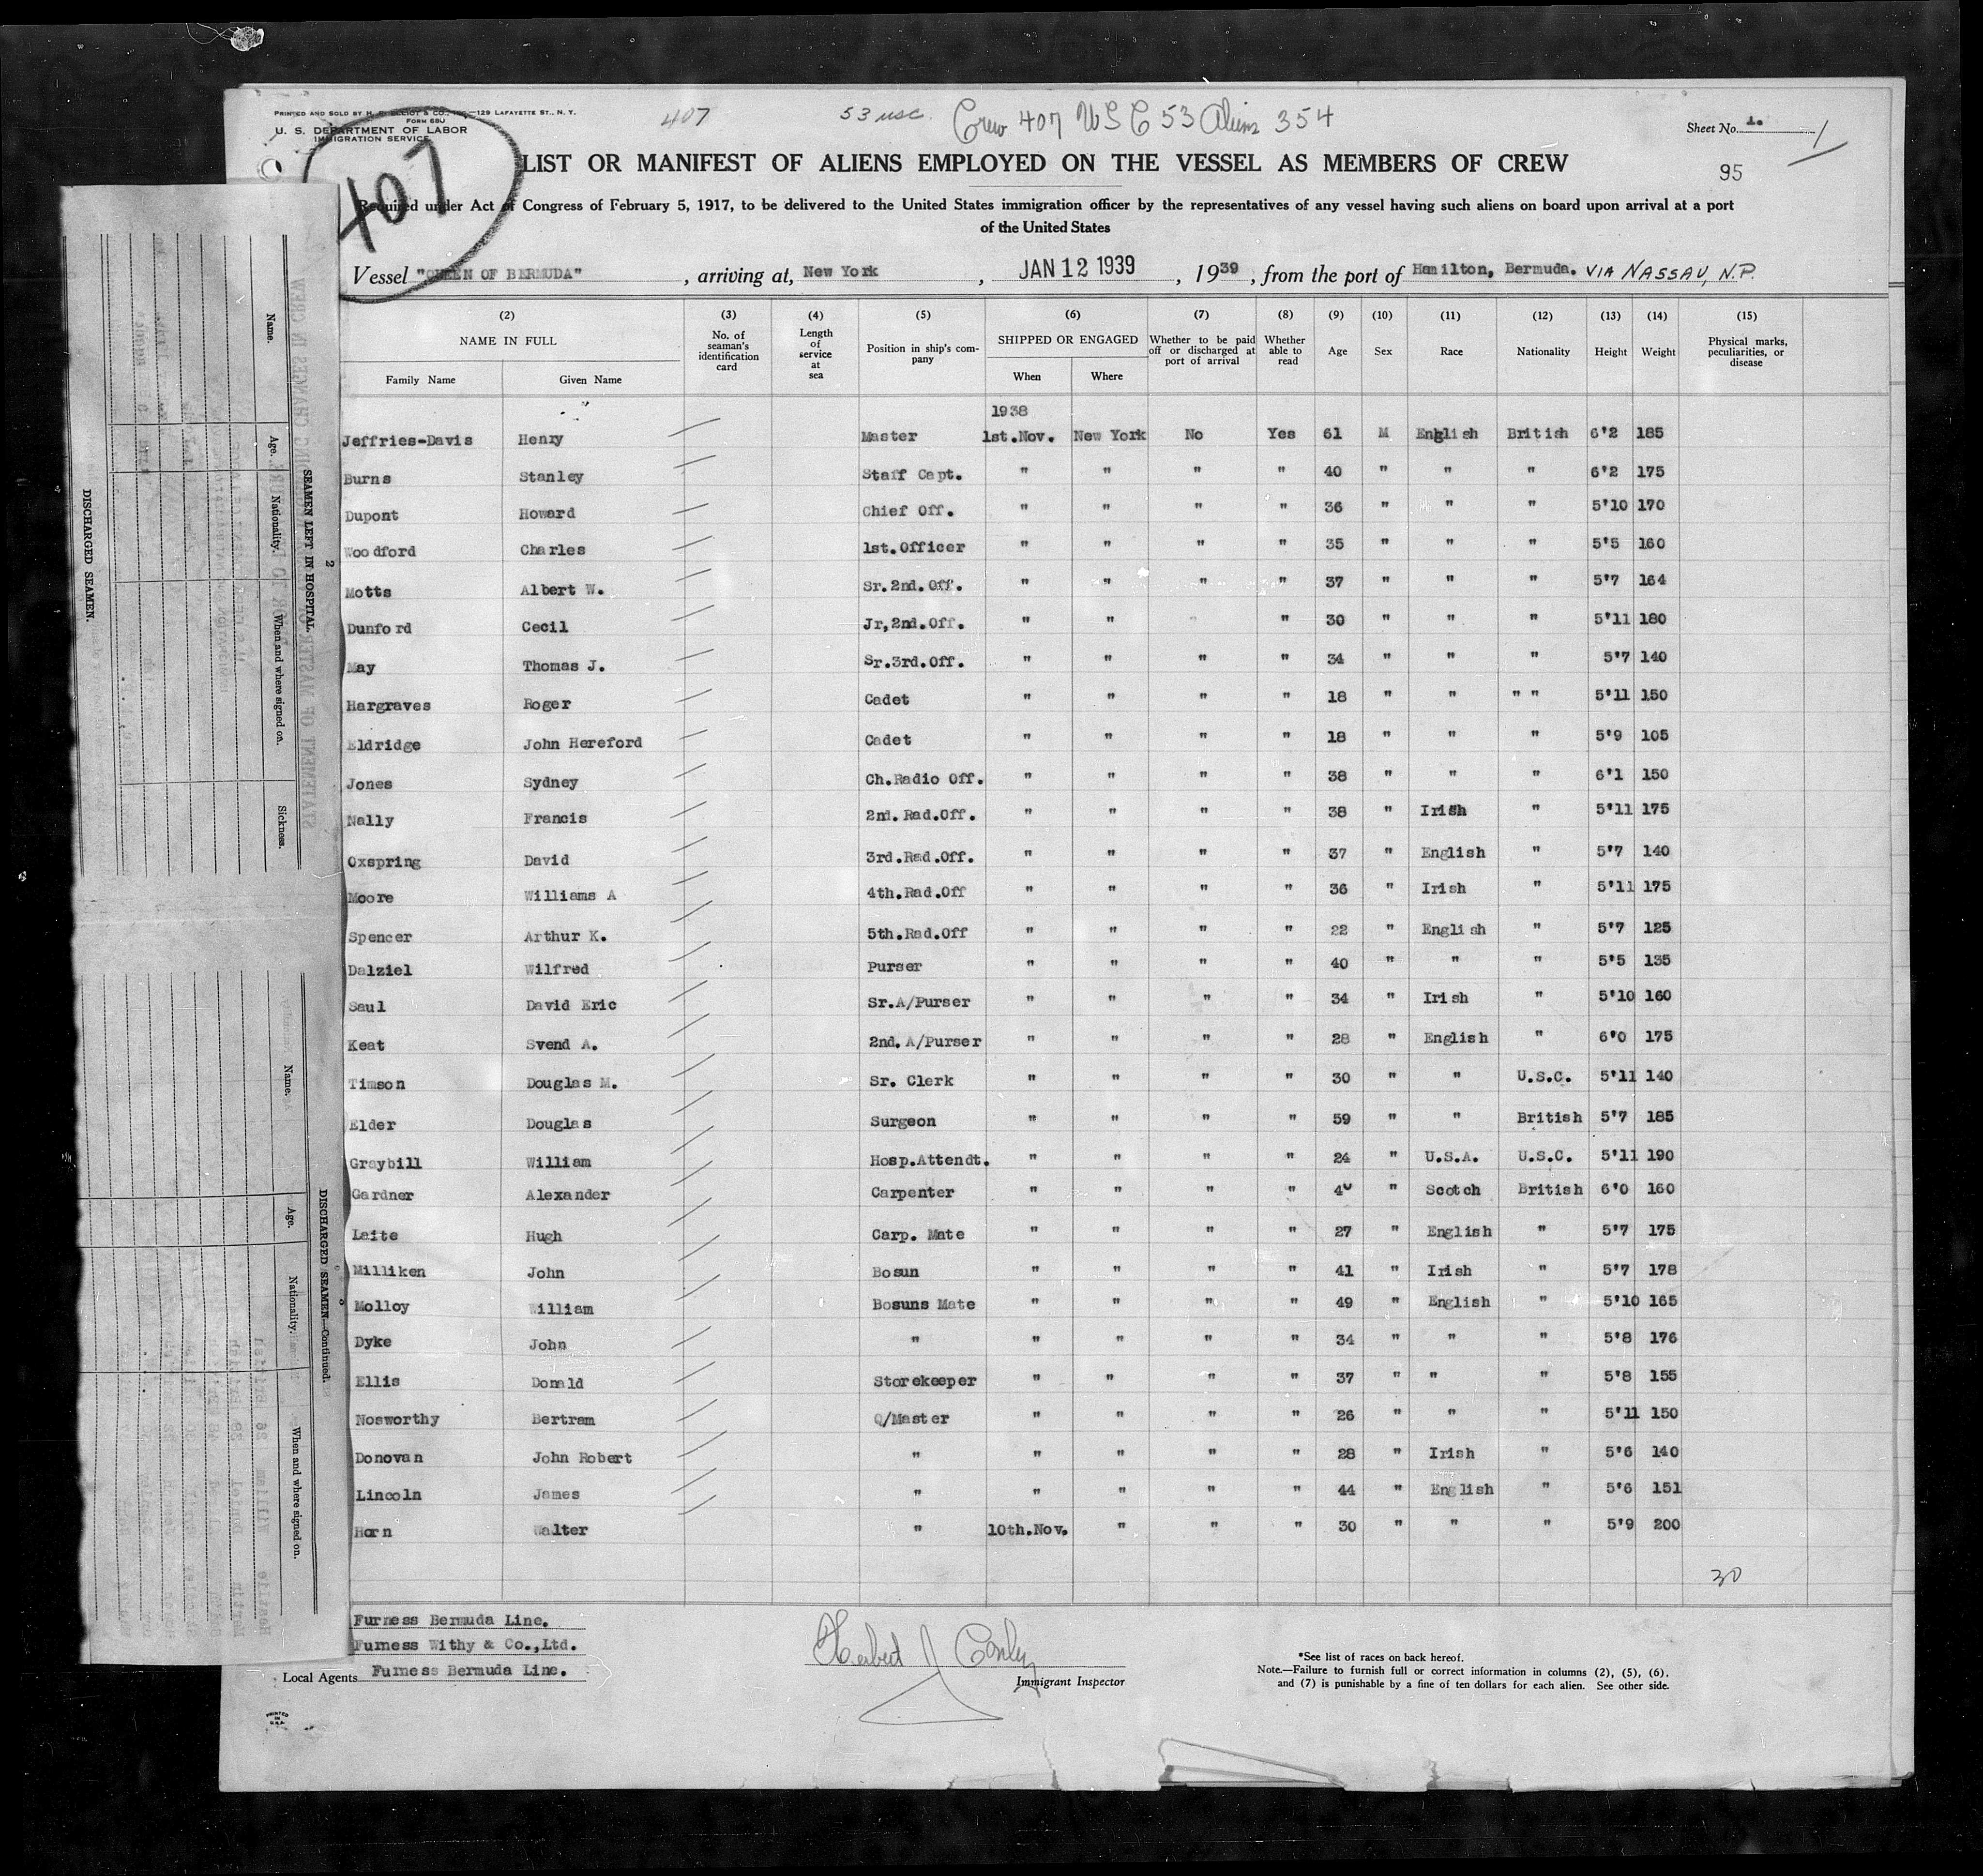 PRINTED AND SOLD BY H. ELLIOT & CO., 129 LAFAYETTE ST., N. Y.
FORM 680
U. S. DEPARTMENT OF LABOR
IMMIGRATION SERVICE
407
407
53 usc.
Crew 407 USC 53 Aliens 354
Sheet No. 1.
1
95
LIST OR MANIFEST OF ALIENS EMPLOYED ON THE VESSEL AS MEMBERS OF CREW
Required under Act of Congress of February 5, 1917, to be delivered to the United States immigration officer by the representatives of any vessel having such aliens on board upon arrival at a port
of the United States
Vessel "QUEEN OF BERMUDA" , arriving at, New York , JAN 12 1939 , 1939 , from the port of Hamilton, Bermuda. VIA NASSAU, N.P.
(2) (3) (4) (5) (6) (7) (8) (9) (10) (11) (12) (13) (14) (15)
NAME IN FULL No. of seaman's identification card Length of service at sea Position in ship's company SHIPPED OR ENGAGED Whether to be paid off or discharged at port of arrival Whether able to read Age Sex Race Nationality Height Weight Physical marks, peculiarities, or disease
Family Name Given Name When Where
1938
Jeffries-Davis Henry Master 1st.Nov. New York No Yes 61 M English British 6'2 185
Burns Stanley Staff Capt. " " " " 40 " " " 6'2 175
Dupont Howard Chief Off. " " " " 36 " " " 5'10 170
Woodford Charles 1st.Officer " " " " 35 " " " 5'5 160
Motts Albert W. Sr.2nd.Off. " " " " 37 " " " 5'7 164
Dunford Cecil Jr,2nd.Off. " " " " 30 " " " 5'11 180
May Thomas J. Sr.3rd.Off. " " " " 34 " " " 5'7 140
Hargraves Roger Cadet " " " " 18 " " " " 5'11 150
Eldridge John Hereford Cadet " " " " 18 " " " 5'9 105
Jones Sydney Ch.Radio Off. " " " " 38 " " " 6'1 150
Nally Francis 2nd. Rad.Off. " " " " 38 " Irish " 5'11 175
Oxspring David 3rd.Rad.Off. " " " " 37 " English " 5'7 140
Moore Williams A 4th.Rad.Off " " " " 36 " Irish " 5'11 175
Spencer Arthur K. 5th.Rad.Off " " " " 22 " English " 5'7 125
Dalziel Wilfred Purser " " " " 40 " " " 5'5 135
Saul David Eric Sr.A/Purser " " " " 34 " Irish " 5'10 160
Keat Svend A. 2nd. A/Purser " " " " 28 " English " 6'0 175
Timson Douglas M. Sr. Clerk " " " " 30 " " U.S.C. 5'11 140
Elder Douglas Surgeon " " " " 59 " " British 5'7 185
Graybill William Hosp.Attendt. " " " " 24 " U.S.A. U.S.C. 5'11 190
Gardner Alexander Carpenter " " " " 40 " Scotch British 6'0 160
Laite Hugh Carp. Mate " " " " 27 " English " 5'7 175
Milliken John Bosun " " " " 41 " Irish " 5'7 178
Molloy William Bosuns Mate " " " " 49 " English " 5'10 165
Dyke John " " " " " 34 " " " 5'8 176
Ellis Donald Storekeeper " " " " 37 " " " 5'8 155
Nosworthy Bertram Q/Master " " " " 26 " " " 5'11 150
Donovan John Robert " " " " " 28 " Irish " 5'6 140
Lincoln James " " " " " 44 " English " 5'6 151
Horn Walter " 10th.Nov. " " " 30 " " " 5'9 200
30
Furness Bermuda Line.
Furness Withy & Co.,Ltd.
Local Agents Furness Bermuda Line.
Herbert J Conley
Immigrant Inspector
*See list of races on back hereof.
Note.—Failure to furnish full or correct information in columns (2), (5), (6),
and (7) is punishable by a fine of ten dollars for each alien. See other side.
PRINTED IN U.S.A.
2
SEAMEN LEFT IN HOSPITAL.
Name. Age. Nationality. When and where signed on. Sickness.
DISCHARGED SEAMEN.
DISCHARGED SEAMEN.—Continued.
Name. Age. Nationality. When and where signed on.